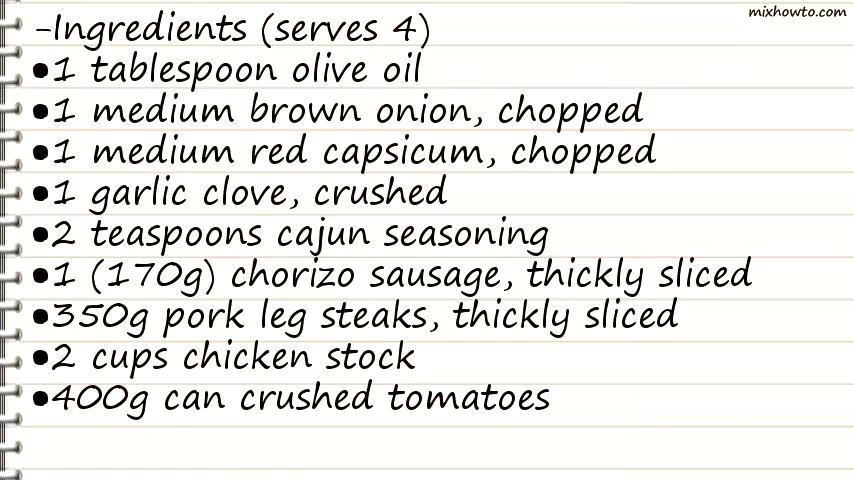 mixhowto.com
-Ingredients (serves 4)
•1 tablespoon olive oil
•1 medium brown onion, chopped
•1 medium red capsicum, chopped
•1 garlic clove, crushed
•2 teaspoons cajun seasoning
•1 (170g) chorizo sausage, thickly sliced
•350g pork leg steaks, thickly sliced
•2 cups chicken stock
•400g can crushed tomatoes